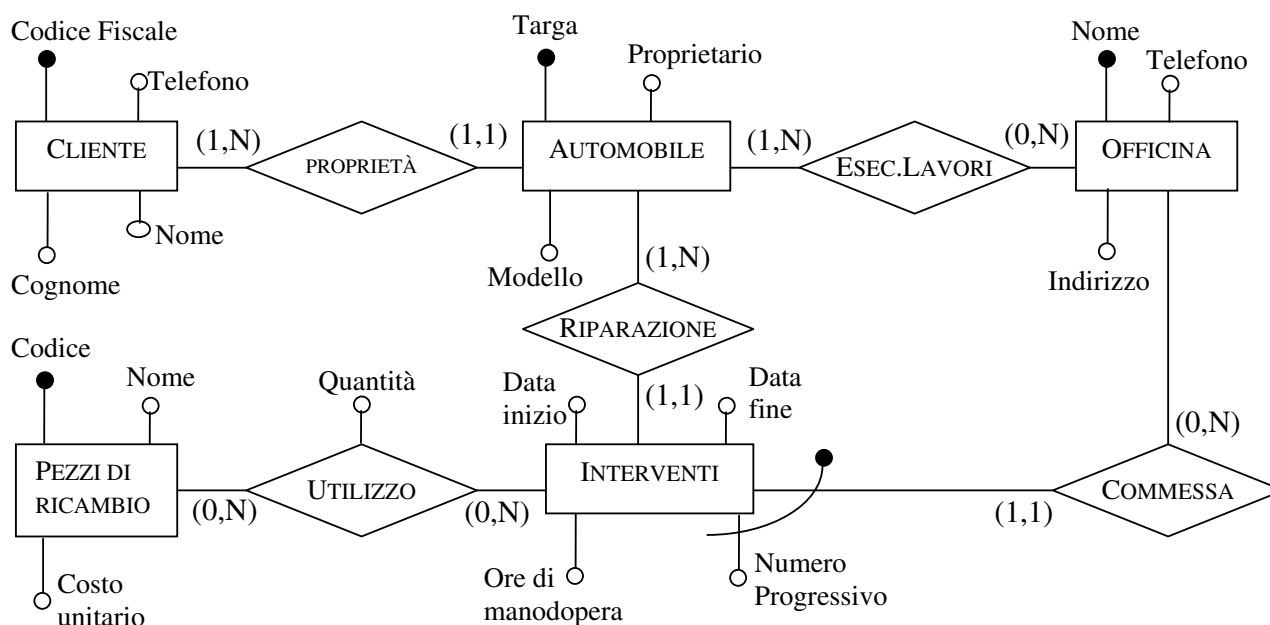 Codice Fiscale
Telefono
Targa
Proprietario
Nome
Telefono
CLIENTE
(1,N)
PROPRIETÀ
(1,1)
AUTOMOBILE
(1,N)
ESEC.LAVORI
(0,N)
OFFICINA
Cognome
Nome
Modello
(1,N)
Indirizzo
RIPARAZIONE
Codice
Nome
Quantità
Data
inizio
(1,1)
Data
fine
PEZZI DI
RICAMBIO
(0,N)
UTILIZZO
(0,N)
INTERVENTI
(1,1)
(0,N)
COMMESSA
Costo
unitario
Ore di
manodopera
Numero
Progressivo